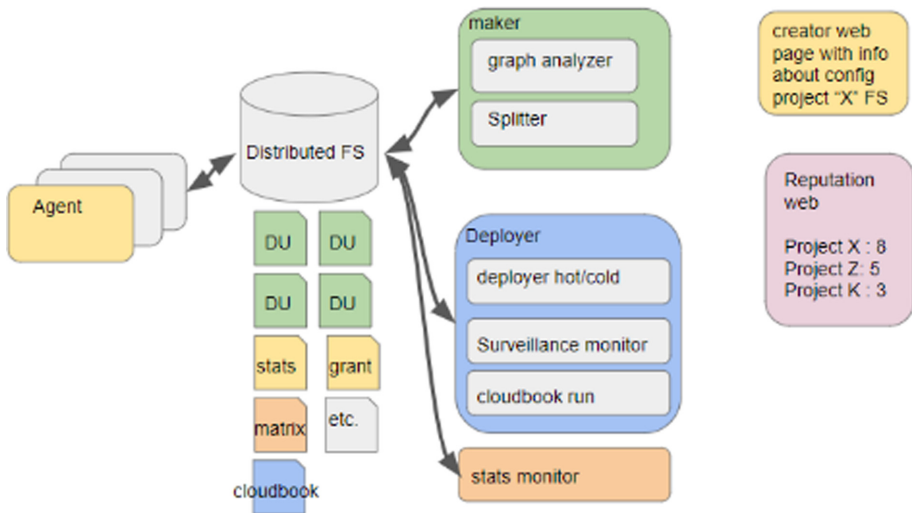 maker
graph analyzer
Splitter
creator web
page with info
about config
project “X” FS
Distributed FS
Agent
Reputation
web
Project X : 8
Project Z: 5
Project K : 3
DU
DU
DU
DU
stats
grant
matrix
etc.
cloudbook
Deployer
deployer hot/cold
Surveillance monitor
cloudbook run
stats monitor